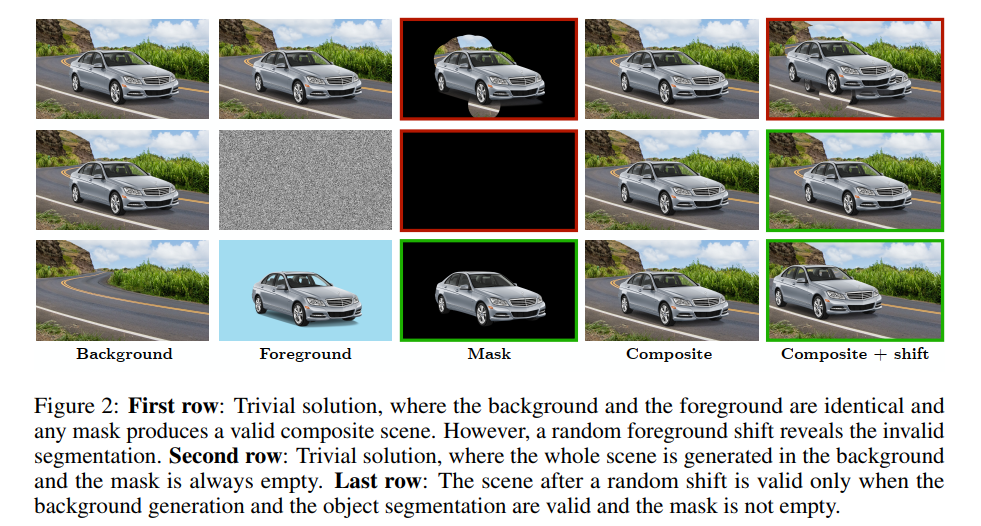 Background
Foreground
Mask
Composite
Composite + shift
Figure 2: First row: Trivial solution, where the background and the foreground are identical and
any mask produces a valid composite scene. However, a random foreground shift reveals the invalid
segmentation. Second row: Trivial solution, where the whole scene is generated in the background
and the mask is always empty. Last row: The scene after a random shift is valid only when the
background generation and the object segmentation are valid and the mask is not empty.